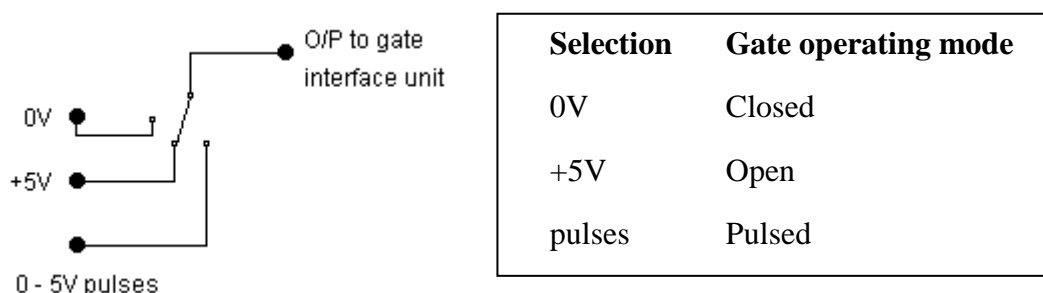 O/P to gate
interface unit
0V
+5V
0 - 5V pulses
Selection Gate operating mode
0V Closed
+5V Open
pulses Pulsed